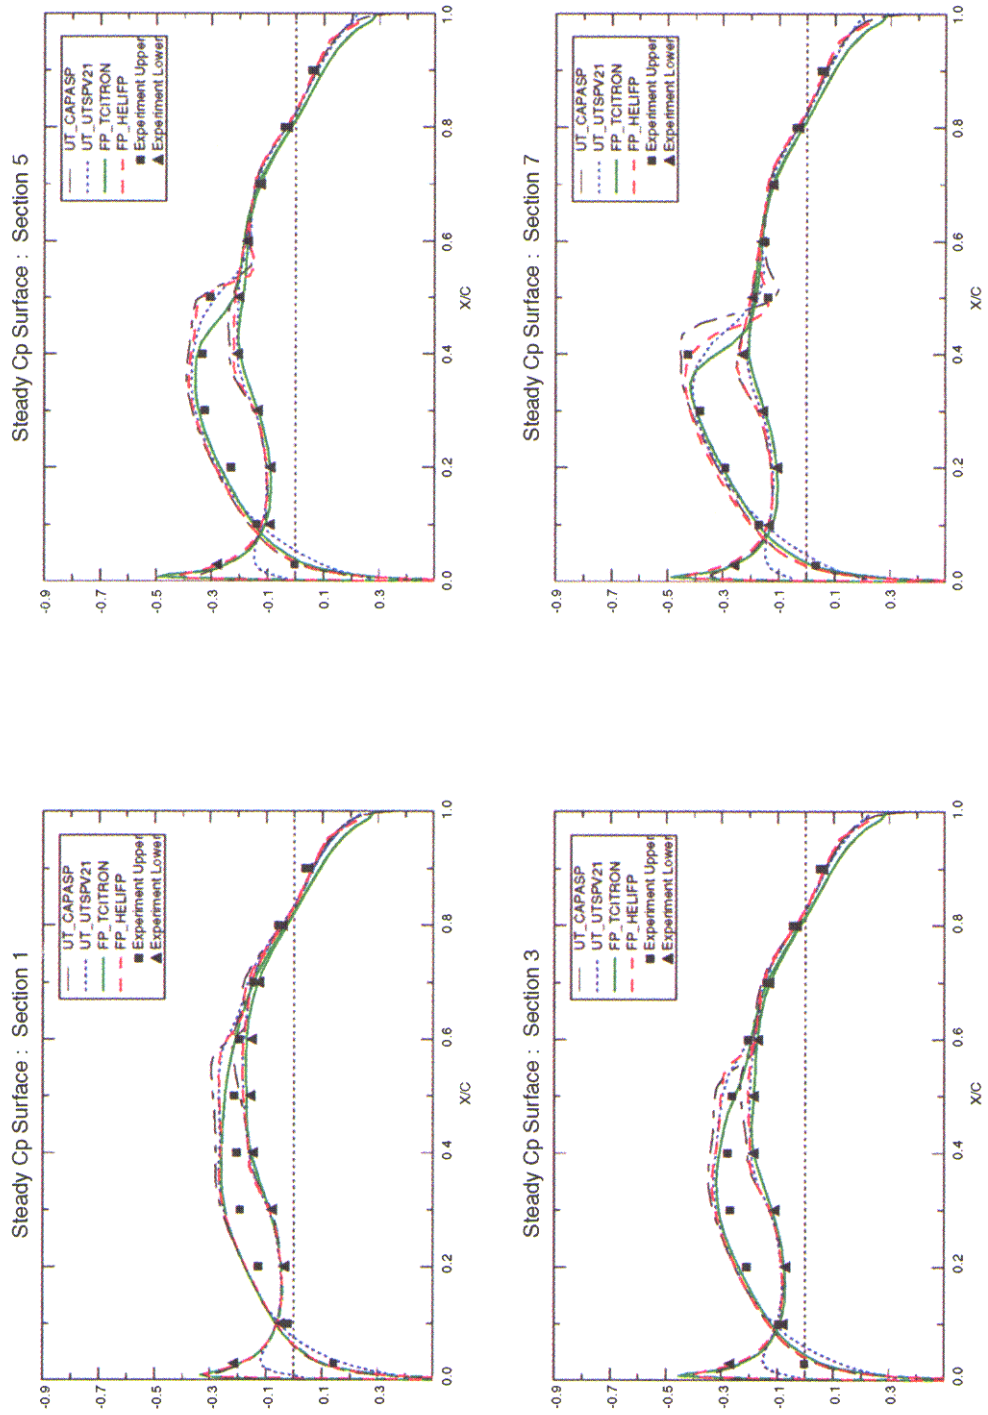 Steady Cp Surface : Section 1
UT_CAPASP
UT_UTSPV21
FP_TCITRON
FP_HELIFP
Experiment Upper
Experiment Lower
-0.9
-0.7
-0.5
-0.3
-0.1
0.1
0.3
0.0
0.2
0.4
0.6
0.8
1.0
X/C
Steady Cp Surface : Section 5
UT_CAPASP
UT_UTSPV21
FP_TCITRON
FP_HELIFP
Experiment Upper
Experiment Lower
-0.9
-0.7
-0.5
-0.3
-0.1
0.1
0.3
0.0
0.2
0.4
0.6
0.8
1.0
X/C
Steady Cp Surface : Section 3
UT_CAPASP
UT_UTSPV21
FP_TCITRON
FP_HELIFP
Experiment Upper
Experiment Lower
-0.9
-0.7
-0.5
-0.3
-0.1
0.1
0.3
0.0
0.2
0.4
0.6
0.8
1.0
X/C
Steady Cp Surface : Section 7
UT_CAPASP
UT_UTSPV21
FP_TCITRON
FP_HELIFP
Experiment Upper
Experiment Lower
-0.9
-0.7
-0.5
-0.3
-0.1
0.1
0.3
0.0
0.2
0.4
0.6
0.8
1.0
X/C